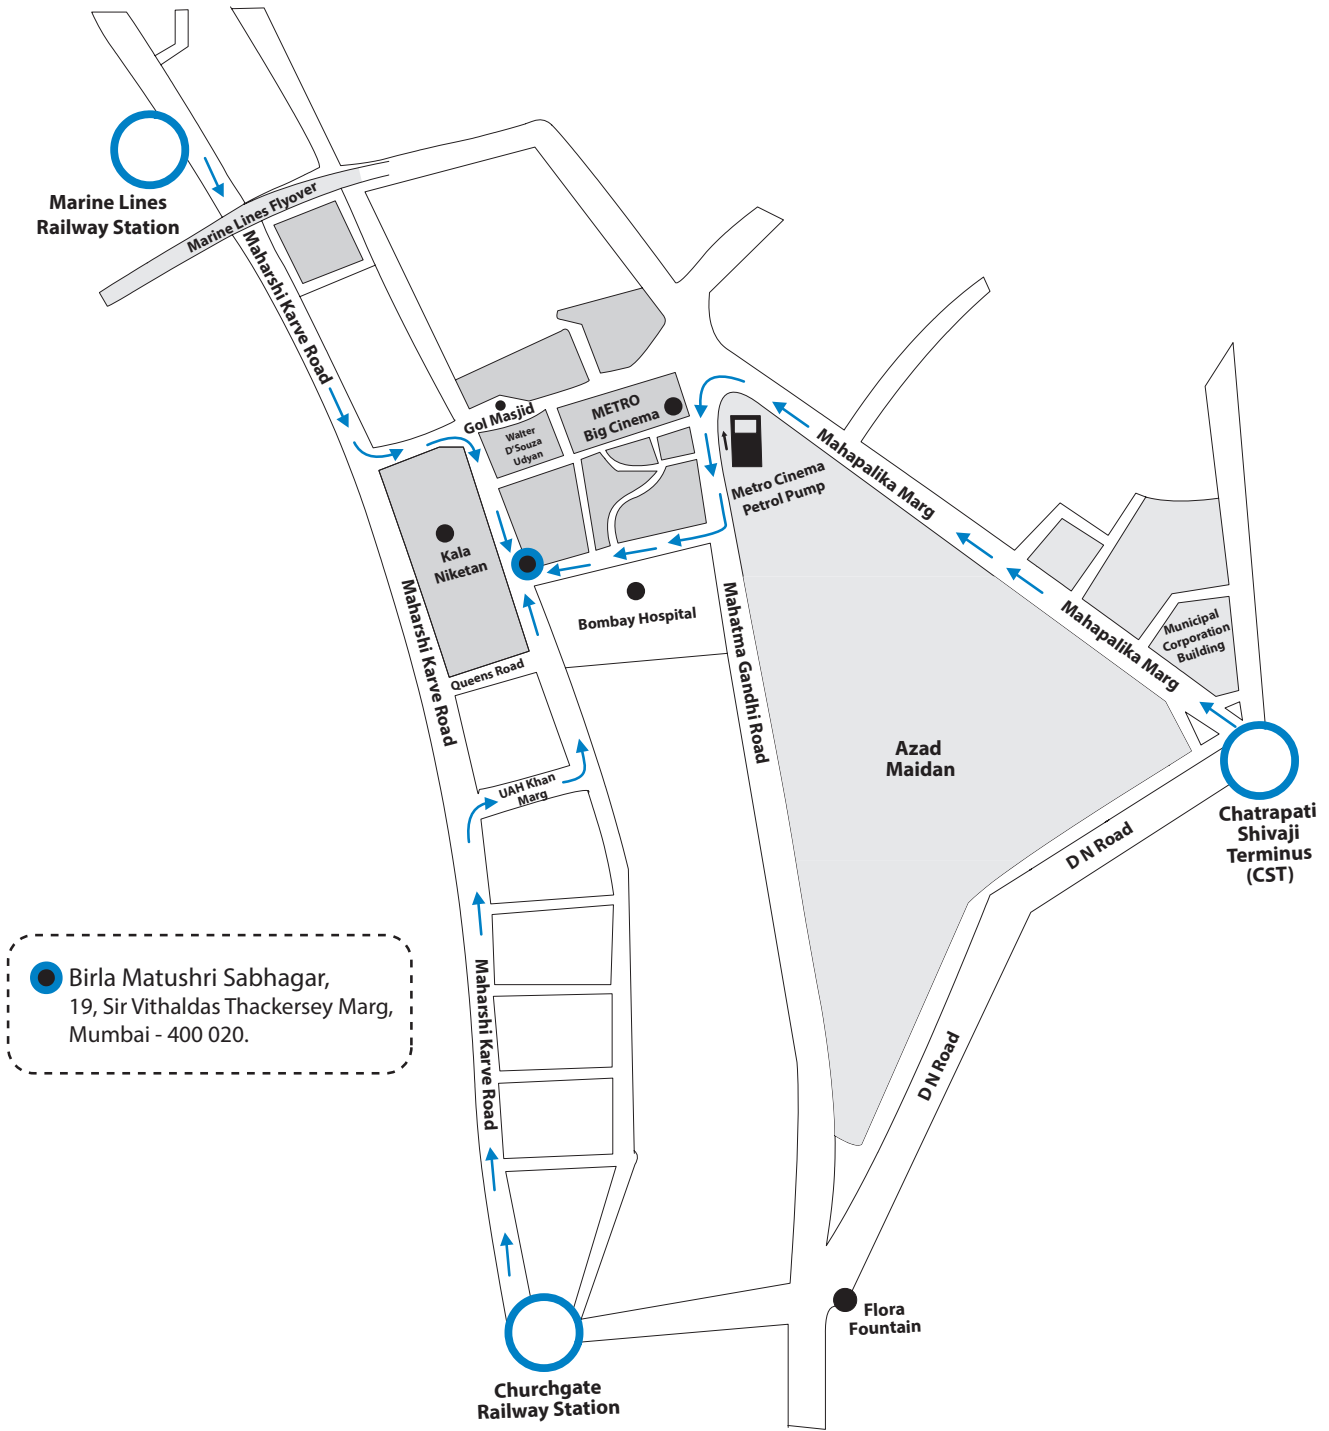 Marine Lines
Railway Station
Marine Lines Flyover
Maharshi Karve Road
Gol Masjid
Walter
D'Souza
Udyan
METRO
Big Cinema
Metro Cinema
Petrol Pump
Mahapalika Marg
Kala
Niketan
Bombay Hospital
Maharshi Karve Road
Queens Road
Mahatma Gandhi Road
Mahapalika Marg
Municipal
Corporation
Building
Azad
Maidan
UAH Khan
Marg
Chatrapati
Shivaji
Terminus
(CST)
D N Road
Birla Matushri Sabhagar,
19, Sir Vithaldas Thackersey Marg,
Mumbai - 400 020.
Maharshi Karve Road
D N Road
Flora
Fountain
Churchgate
Railway Station